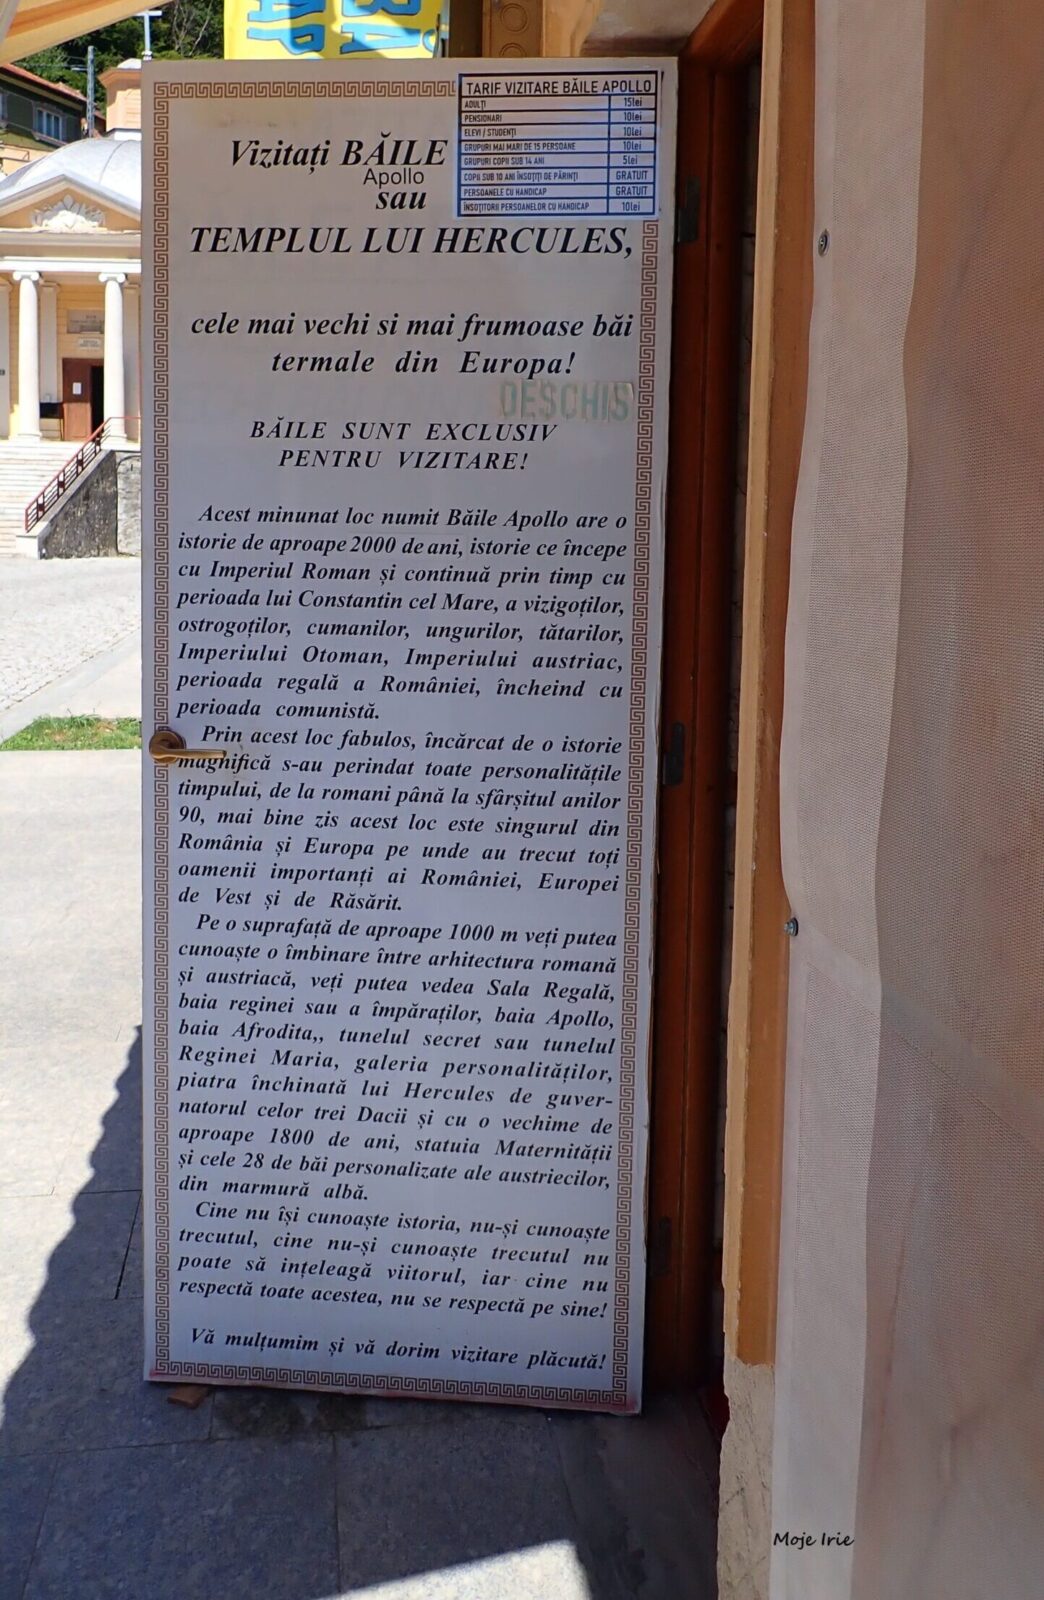 TARIF VIZITARE BĂILE APOLLO
ADULȚI 15lei
PENSIONARI 10lei
ELEVI / STUDENȚI 10lei
GRUPURI MAI MARI DE 15 PERSOANE 10lei
GRUPURI COPII SUB 14 ANI 5lei
COPII SUB 10 ANI ÎNSOȚIȚI DE PĂRINȚI GRATUIT
PERSOANELE CU HANDICAP GRATUIT
ÎNSOȚITORII PERSOANELOR CU HANDICAP 10lei
Vizitați BĂILE
Apollo
sau
TEMPLUL LUI HERCULES,
cele mai vechi si mai frumoase băi
termale din Europa!
DESCHIS
BĂILE SUNT EXCLUSIV
PENTRU VIZITARE!
Acest minunat loc numit Băile Apollo are o
istorie de aproape 2000 de ani, istorie ce începe
cu Imperiul Roman și continuă prin timp cu
perioada lui Constantin cel Mare, a vizigoților,
ostrogoților, cumanilor, ungurilor, tătarilor,
Imperiului Otoman, Imperiului austriac,
perioada regală a României, încheind cu
perioada comunistă.
Prin acest loc fabulos, încărcat de o istorie
magnifică s-au perindat toate personalitățile
timpului, de la romani până la sfârșitul anilor
90, mai bine zis acest loc este singurul din
România și Europa pe unde au trecut toți
oamenii importanți ai României, Europei
de Vest și de Răsărit.
Pe o suprafață de aproape 1000 m veți putea
cunoaște o îmbinare între arhitectura romană
și austriacă, veți putea vedea Sala Regală,
baia reginei sau a împăraților, baia Apollo,
baia Afrodita,, tunelul secret sau tunelul
Reginei Maria, galeria personalităților,
piatra închinată lui Hercules de guver-
natorul celor trei Dacii și cu o vechime de
aproape 1800 de ani, statuia Maternității
și cele 28 de băi personalizate ale austriecilor,
din marmură albă.
Cine nu își cunoaște istoria, nu-și cunoaște
trecutul, cine nu-și cunoaște trecutul nu
poate să ințeleagă viitorul, iar cine nu
respectă toate acestea, nu se respectă pe sine!
Vă mulțumim și vă dorim vizitare plăcută!
Moje Irie